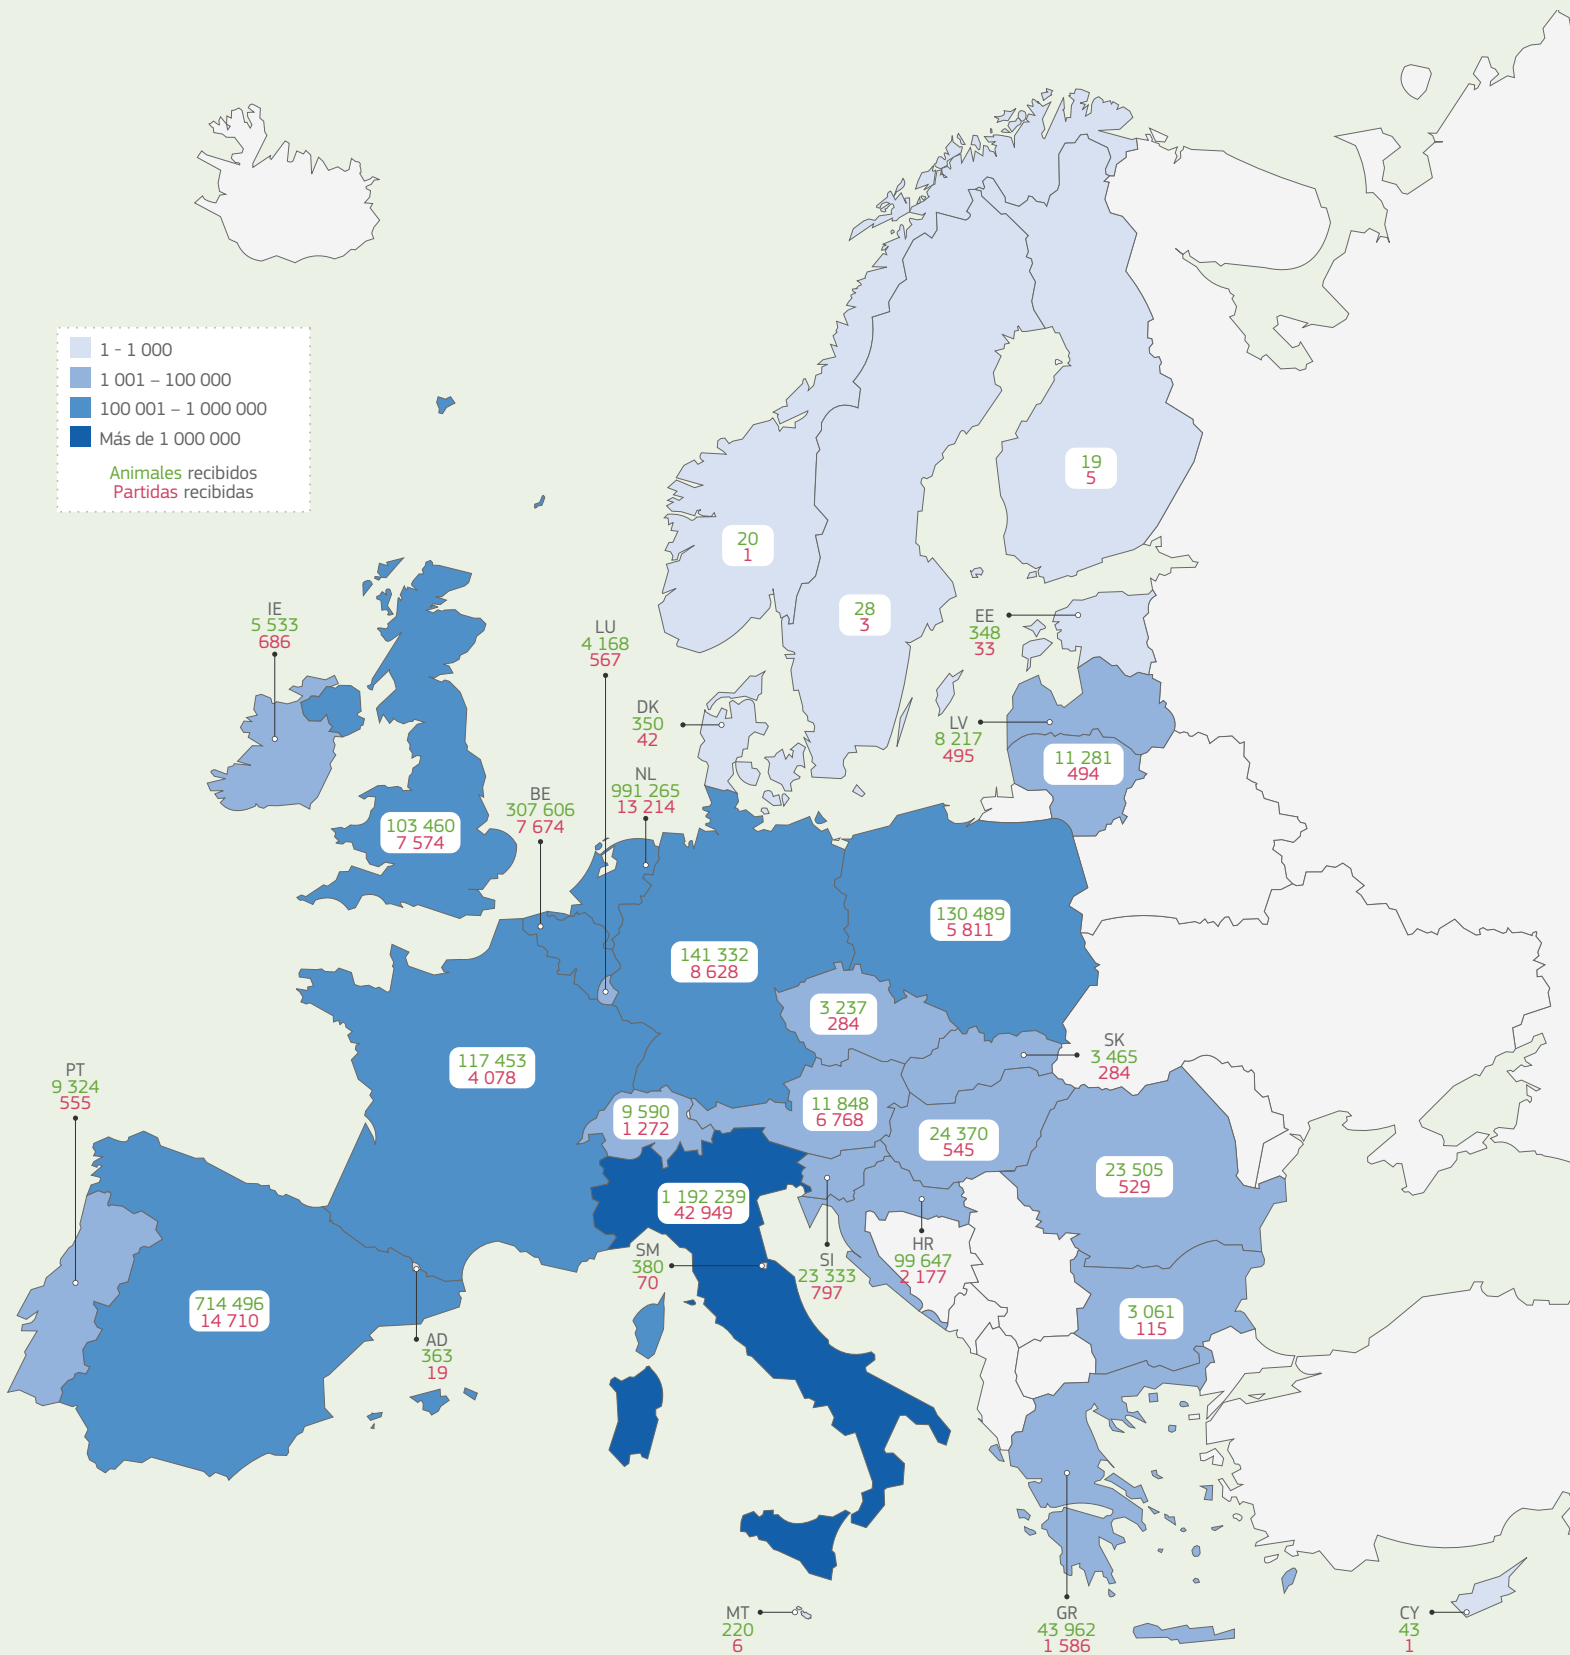 1 - 1 000
1 001 – 100 000
100 001 – 1 000 000
Más de 1 000 000
Animales recibidos
Partidas recibidas
19
5
20
1
28
3
IE
5 533
686
LU
4 168
567
EE
348
33
DK
350
42
LV
8 217
495
11 281
494
NL
991 265
13 214
BE
307 606
7 674
103 460
7 574
130 489
5 811
141 332
8 628
3 237
284
SK
3 465
284
117 453
4 078
PT
9 324
555
9 590
1 272
11 848
6 768
24 370
545
23 505
529
1 192 239
42 949
SM
380
70
SI
23 333
797
HR
99 647
2 177
714 496
14 710
3 061
115
AD
363
19
MT
220
6
GR
43 962
1 586
CY
43
1